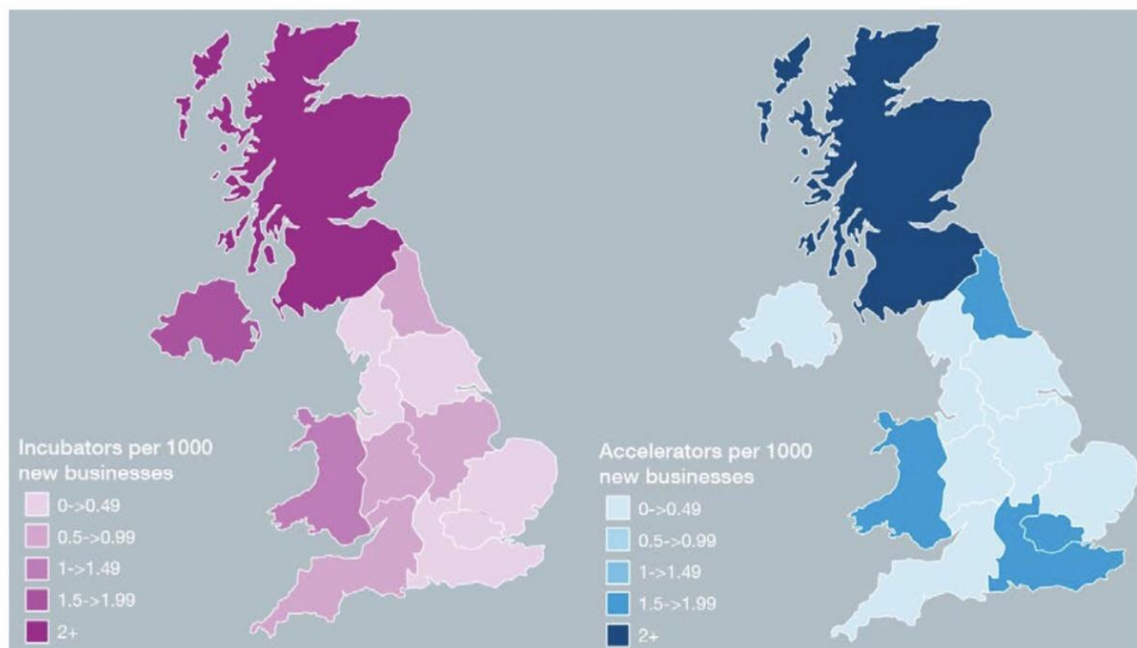 Incubators per 1000
new businesses
0->0.49
0.5->0.99
1->1.49
1.5->1.99
2+
Accelerators per 1000
new businesses
0->0.49
0.5->0.99
1->1.49
1.5->1.99
2+